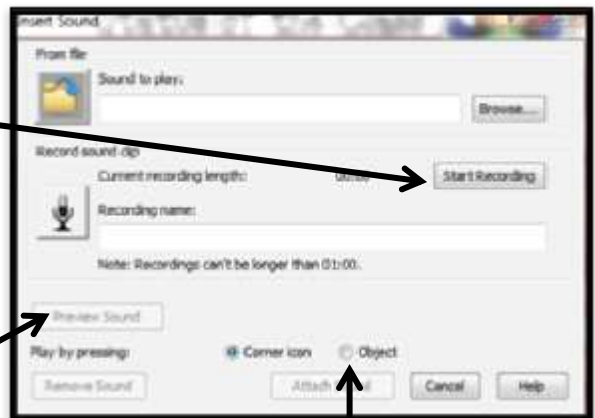 Insert Sound
From file
Sound to play:
Browse...
Record sound clip
Current recording length:
Start Recording
Recording name:
Note: Recordings can't be longer than 01:00.
Preview Sound
Play by pressing:
Corner icon
Object
Remove Sound
Attach
Cancel
Help